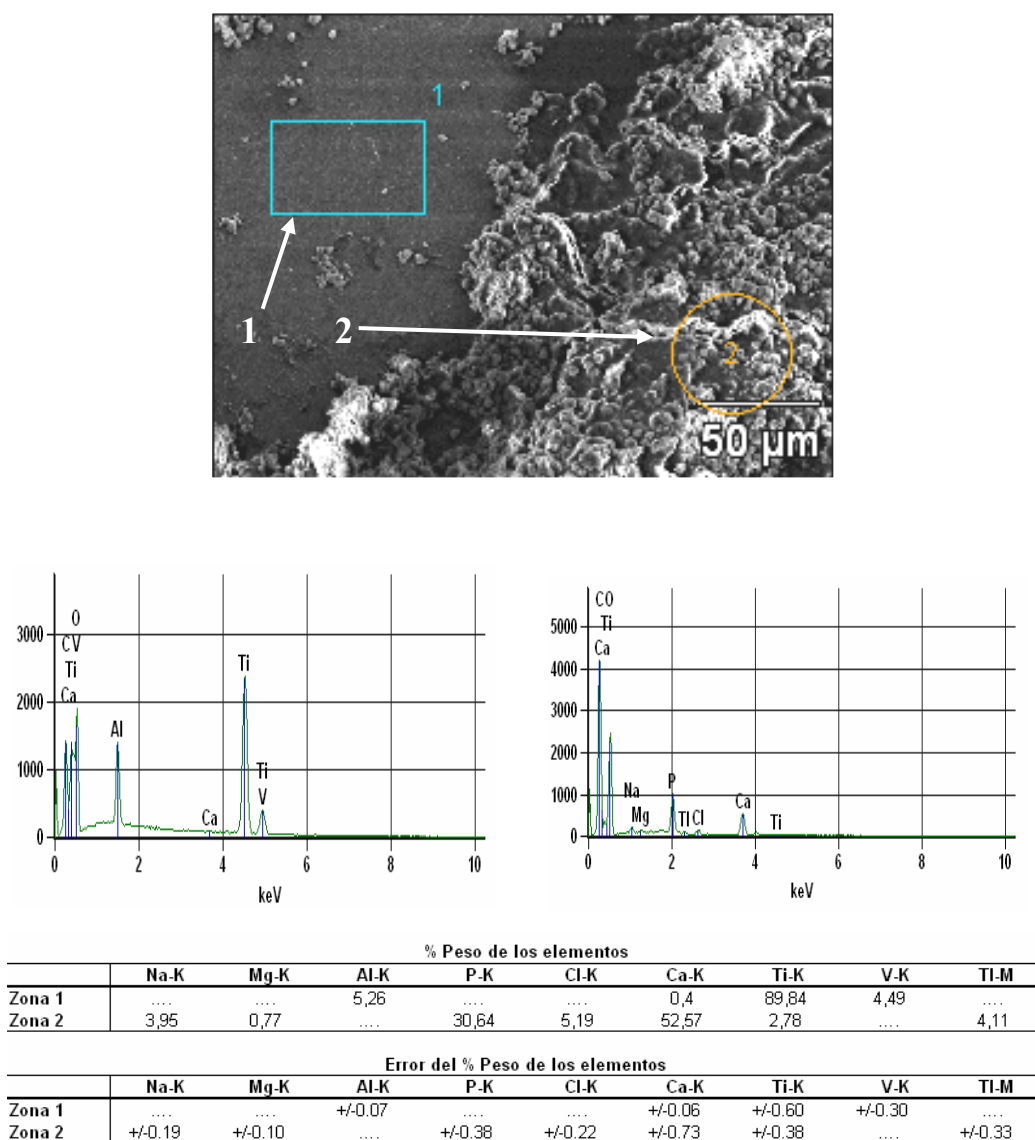 1
1
2
2
50 µm
O
CV
Ti
Ca
Al
Ca
Ti
Ti
V
3000
2000
1000
0
0 2 4 6 8 10
keV
CO
Ti
Ca
Na
Mg
P
Tl
Cl
Ca
Ti
5000
4000
3000
2000
1000
0
0 2 4 6 8 10
keV
% Peso de los elementos
Na-K Mg-K Al-K P-K Cl-K Ca-K Ti-K V-K Tl-M
Zona 1 .... .... 5,26 .... .... 0,4 89,84 4,49 ....
Zona 2 3,95 0,77 .... 30,64 5,19 52,57 2,78 .... 4,11
Error del % Peso de los elementos
Na-K Mg-K Al-K P-K Cl-K Ca-K Ti-K V-K Tl-M
Zona 1 .... .... +/-0.07 .... .... +/-0.06 +/-0.60 +/-0.30 ....
Zona 2 +/-0.19 +/-0.10 .... +/-0.38 +/-0.22 +/-0.73 +/-0.38 .... +/-0.33